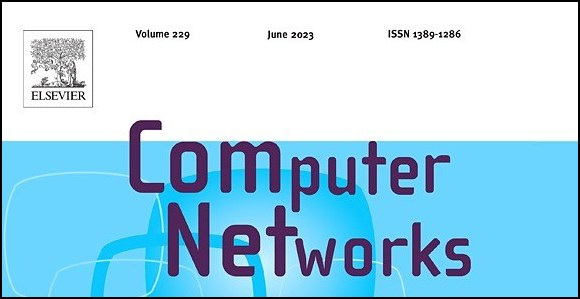 Volume 229 June 2023 ISSN 1389-1286
ELSEVIER
Computer
Networks